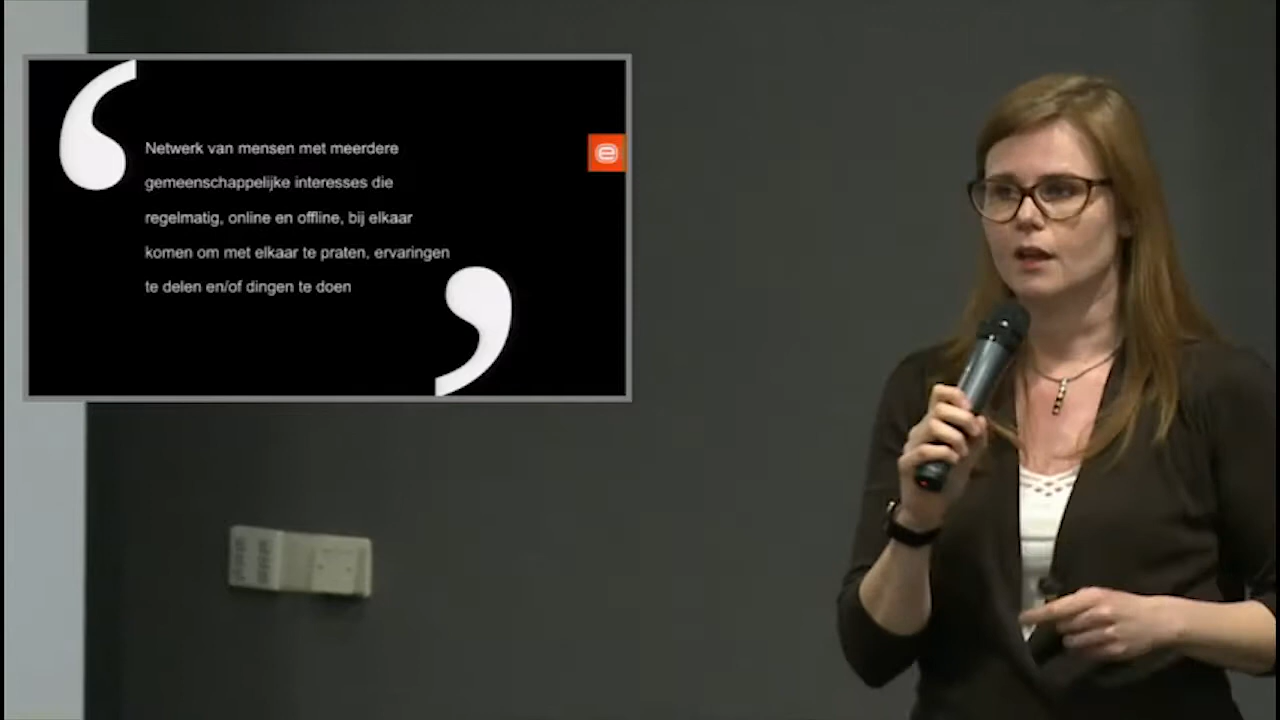 Netwerk van mensen met meerdere
gemeenschappelijke interesses die
regelmatig, online en offline, bij elkaar
komen om met elkaar te praten, ervaringen
te delen en/of dingen te doen
e